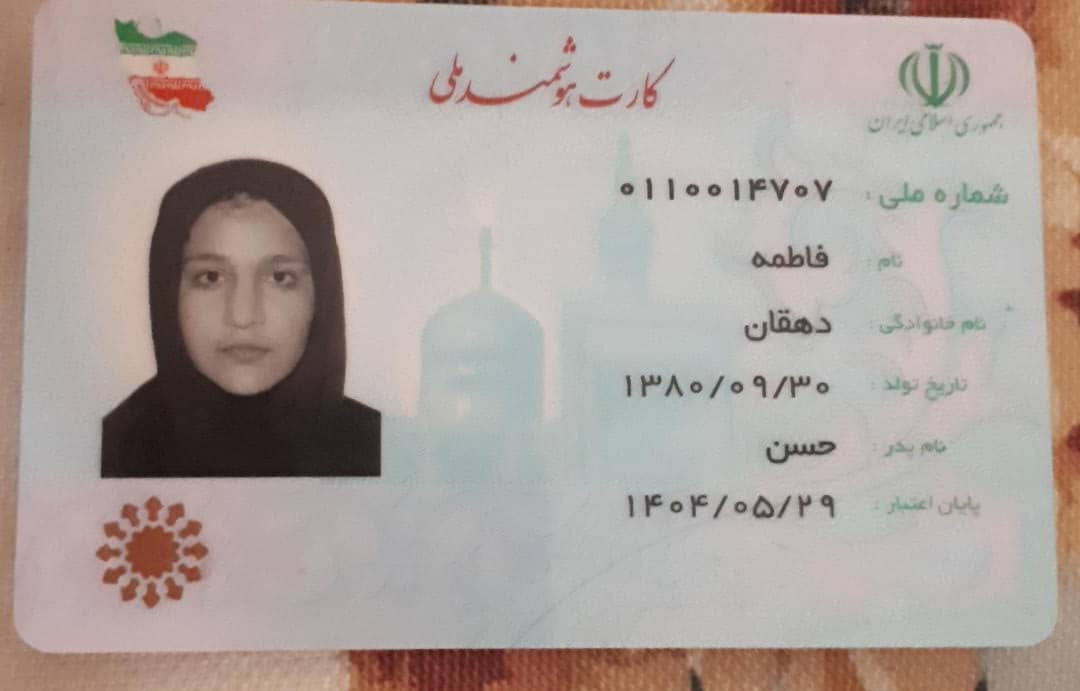 کارت هوشمند ملی
جمهوری اسلامی ایران
شماره ملی: ۰۱۱۰۰۱۴۷۰۷
نام: فاطمه
نام خانوادگی: دهقان
تاریخ تولد: ۱۳۸۰/۰۹/۳۰
نام پدر: حسن
پایان اعتبار: ۱۴۰۴/۰۵/۲۹